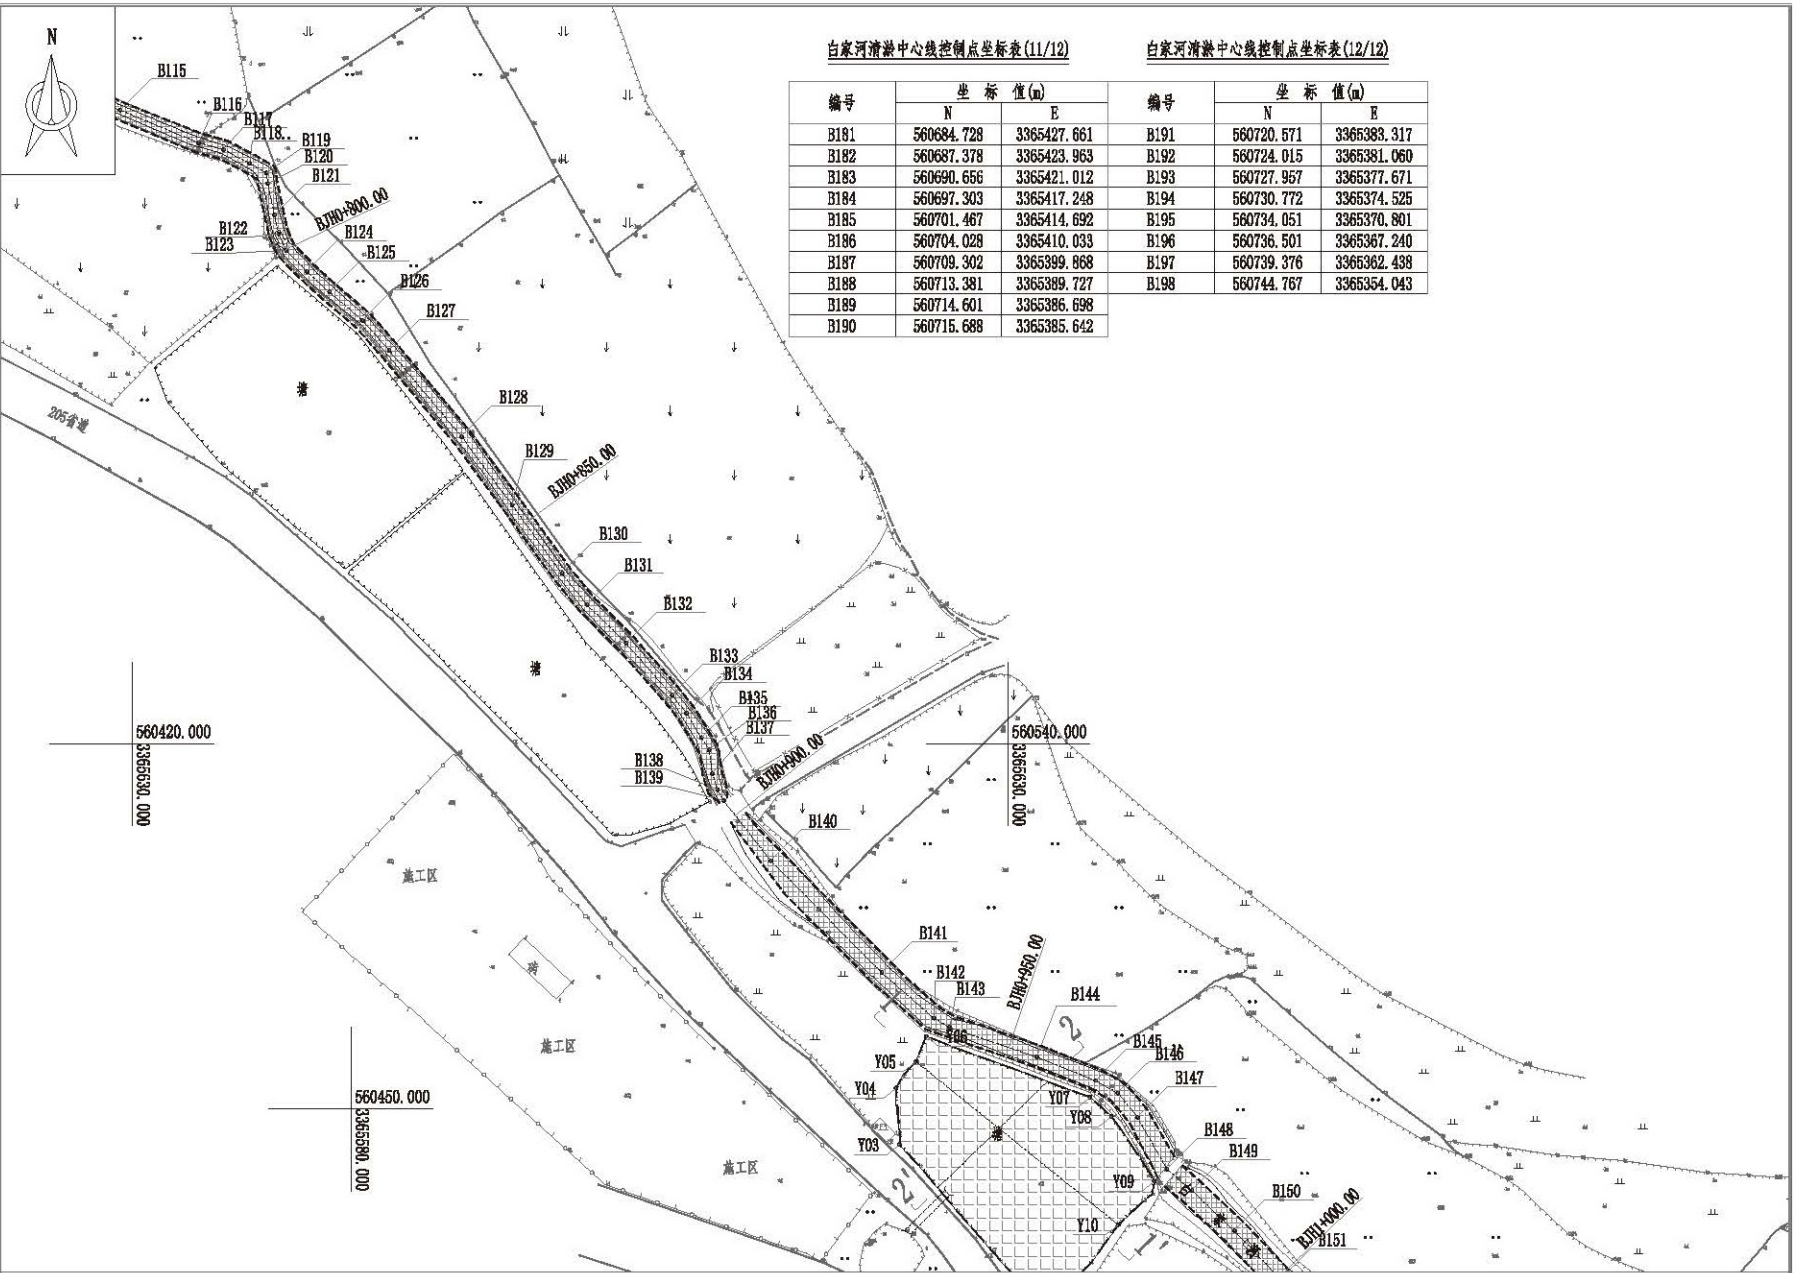 N
白家河清淤中心线控制点坐标表(11/12)
编号 坐 标 值(m)
N E
B181 560684.728 3365427.661
B182 560687.378 3365423.963
B183 560690.656 3365421.012
B184 560697.303 3365417.248
B185 560701.467 3365414.692
B186 560704.028 3365410.033
B187 560709.302 3365399.868
B188 560713.381 3365389.727
B189 560714.601 3365386.698
B190 560715.688 3365385.642
白家河清淤中心线控制点坐标表(12/12)
编号 坐 标 值(m)
N E
B191 560720.571 3365383.317
B192 560724.015 3365381.060
B193 560727.957 3365377.671
B194 560730.772 3365374.525
B195 560734.051 3365370.801
B196 560736.501 3365367.240
B197 560739.376 3365362.438
B198 560744.767 3365354.043
B115
B116
B117
B118
B119
B120
B121
BJH0+800.00
B122
B123
B124
B125
B126
B127
塘
205省道
B128
B129
BJH0+850.00
B130
B131
B132
塘
B133
B134
B135
B136
B137
560420.000
3365630.000
560540.000
3365630.000
BJH0+900.00
B138
B139
B140
施工区
B141
BJH0+950.00
B142
B143
B144
1
2
施工区
Y06
B145
B146
Y05
B147
Y04
Y07
560450.000
3365580.000
Y08
塘
B148
Y03
B149
施工区
Y09
2'
白
家
河
B150
BJH1+000.00
Y10
1'
B151